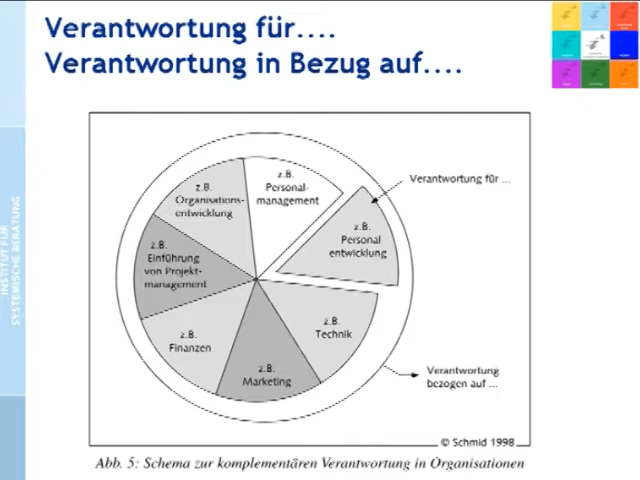 Verantwortung für....
Verantwortung in Bezug auf....
INSTITUT FÜR
SYSTEMISCHE BERATUNG
z.B.
Personal-
management
Verantwortung für ...
z.B.
Organisations-
entwicklung
z.B.
Personal
entwicklung
z.B.
Einführung
von Projekt-
management
z.B.
Technik
z.B.
Finanzen
z.B.
Marketing
Verantwortung
bezogen auf ...
© Schmid 1998
Abb. 5: Schema zur komplementären Verantwortung in Organisationen